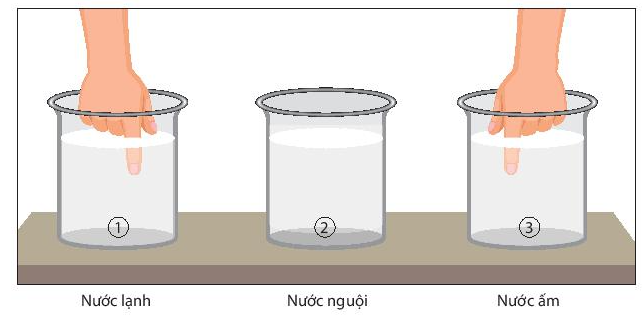 1
2
3
Nước lạnh
Nước nguội
Nước ấm